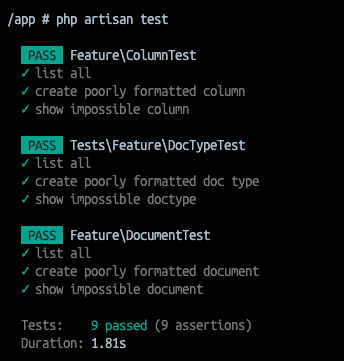 /app # php artisan test
PASS Feature\ColumnTest
✓ list all
✓ create poorly formatted column
✓ show impossible column
PASS Tests\Feature\DocTypeTest
✓ list all
✓ create poorly formatted doc type
✓ show impossible doctype
PASS Feature\DocumentTest
✓ list all
✓ create poorly formatted document
✓ show impossible document
Tests: 9 passed (9 assertions)
Duration: 1.81s